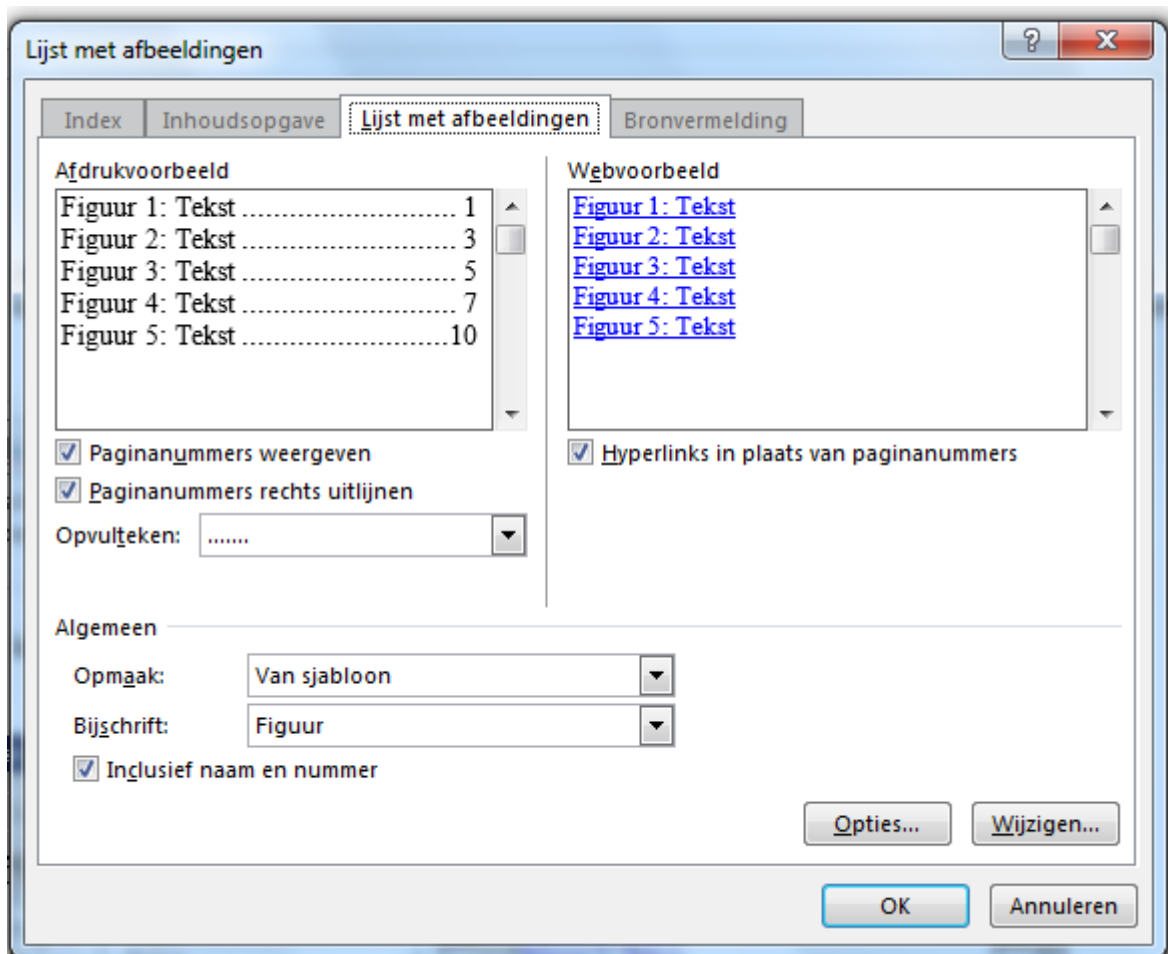 Lijst met afbeeldingen
Index Inhoudsopgave Lijst met afbeeldingen Bronvermelding
Afdrukvoorbeeld
Figuur 1: Tekst ................................ 1
Figuur 2: Tekst ................................ 3
Figuur 3: Tekst ................................ 5
Figuur 4: Tekst ................................ 7
Figuur 5: Tekst ...............................10
Paginanummers weergeven
Paginanummers rechts uitlijnen
Opvulteken: .......
Webvoorbeeld
Figuur 1: Tekst
Figuur 2: Tekst
Figuur 3: Tekst
Figuur 4: Tekst
Figuur 5: Tekst
Hyperlinks in plaats van paginanummers
Algemeen
Opmaak: Van sjabloon
Bijschrift: Figuur
Inclusief naam en nummer
Opties... Wijzigen...
OK Annuleren